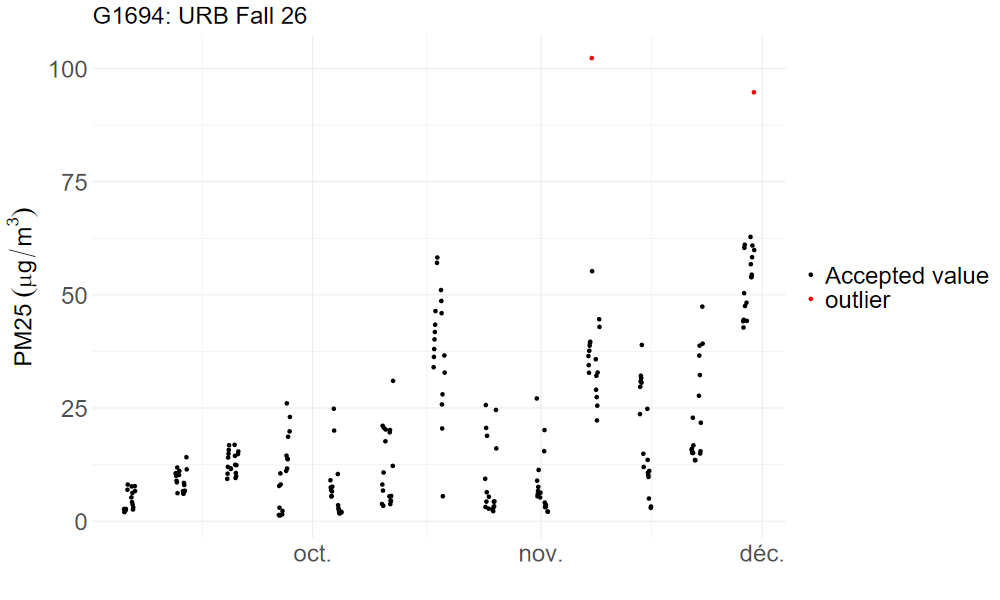 G1694: URB Fall 26
100
75
50
25
0
PM25 (μg/m³)
oct.
nov.
déc.
Accepted value
outlier